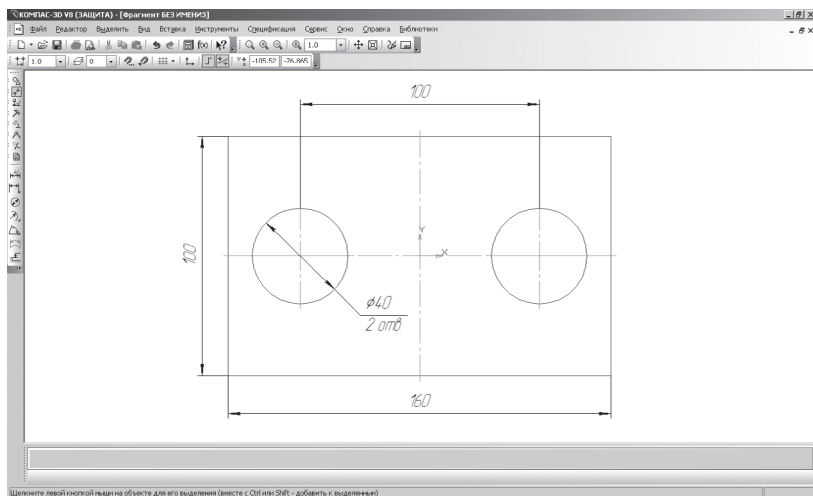 КОМПАС-3D V8 (ЗАЩИТА) - [Фрагмент БЕЗ ИМЕНИ3]
Файл Редактор Выделить Вид Вставка Инструменты Спецификация Сервис Окно Справка Библиотеки
f(x) 1.0
1.0 0 -105.52 -76.865
100
100
Y
X
ϕ40
2 отв.
160
Щелкните левой кнопкой мыши на объекте для его выделения (вместе с Ctrl или Shift - добавить к выделенным)